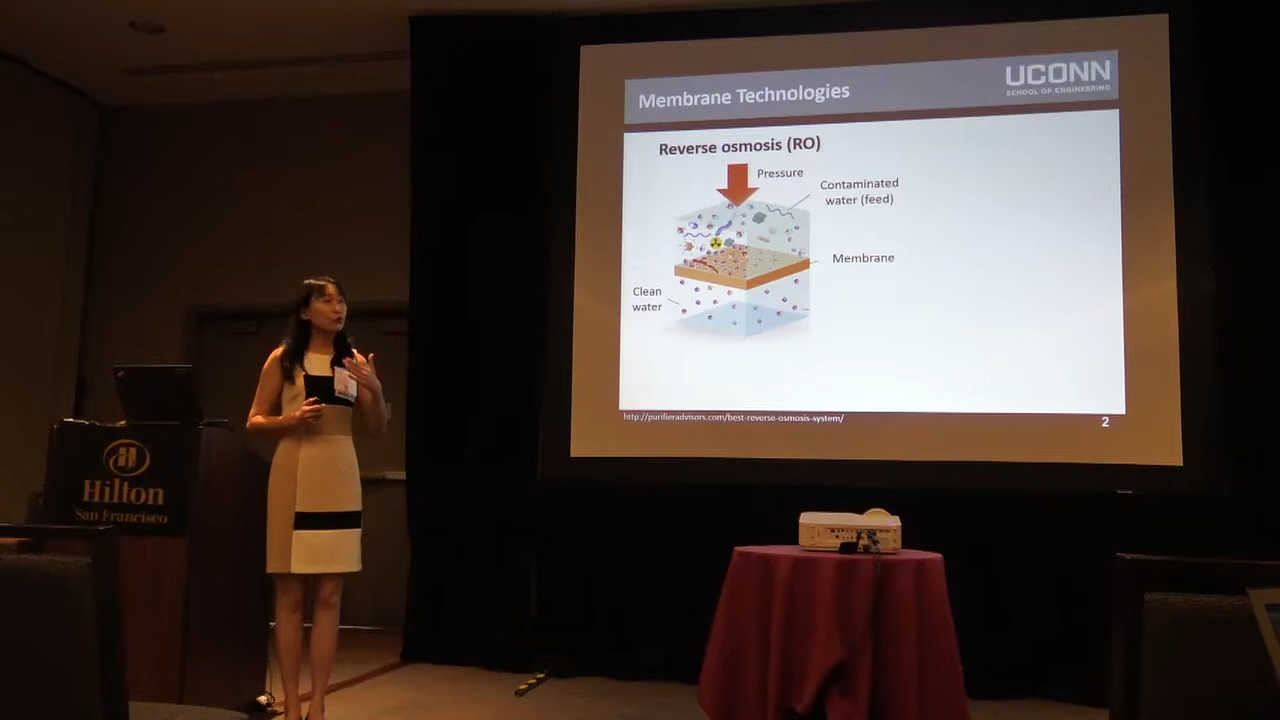 Membrane Technologies
UCONN
SCHOOL OF ENGINEERING
Reverse osmosis (RO)
Pressure
Contaminated
water (feed)
Membrane
Clean
water
http://purifieradvisors.com/best-reverse-osmosis-system/
2
Hilton
San Francisco